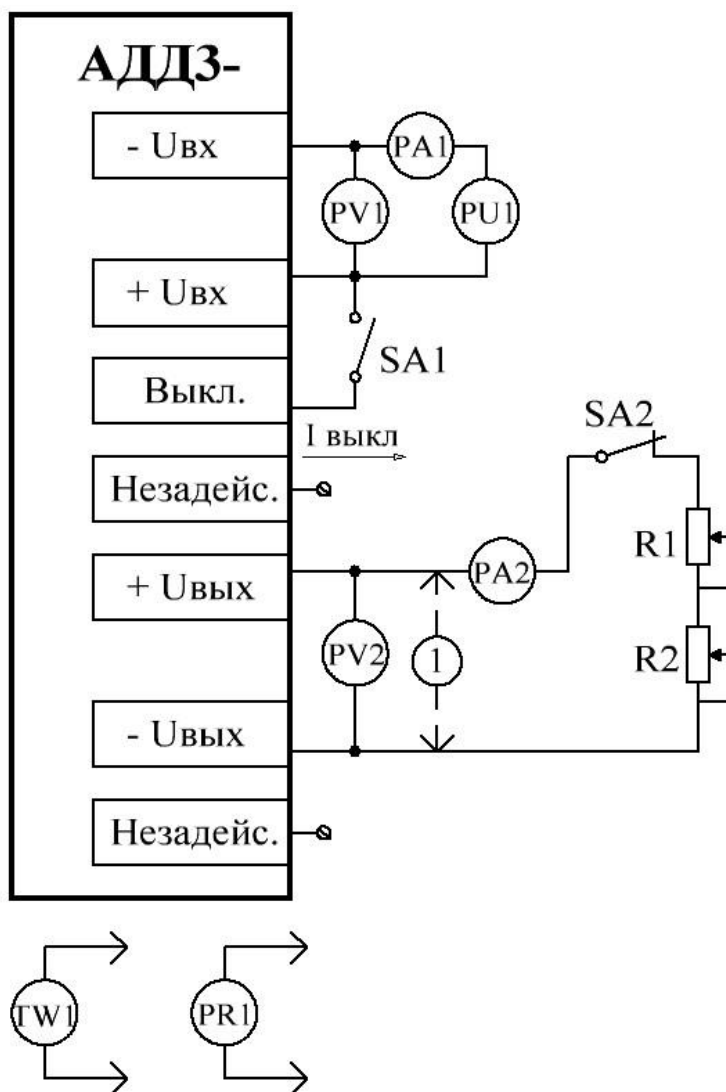 АДД3-
- Uвх
PA1
PV1
PU1
+ Uвх
SA1
Выкл.
I выкл
SA2
Незадейс.
R1
+ Uвых
PA2
PV2
1
R2
- Uвых
Незадейс.
TW1
PR1